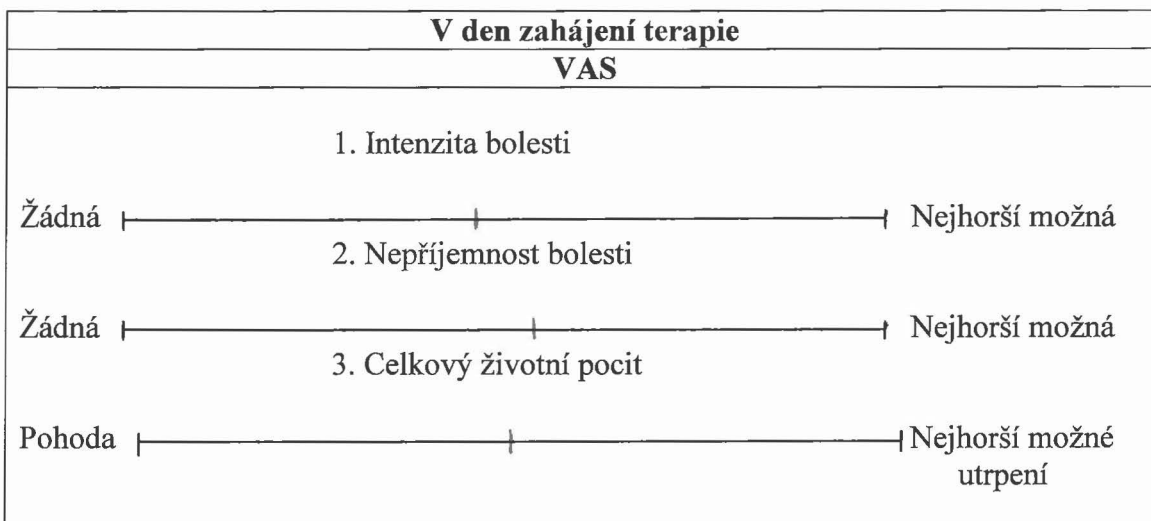 V den zahájení terapie
VAS
1. Intenzita bolesti
Žádná Nejhorší možná
2. Nepříjemnost bolesti
Žádná Nejhorší možná
3. Celkový životní pocit
Pohoda Nejhorší možné
utrpení